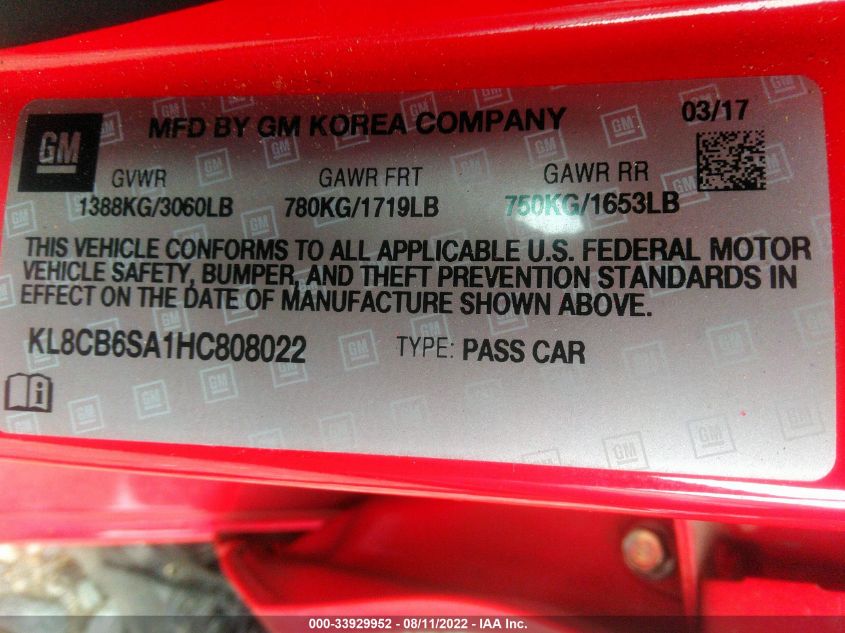 GM
MFD BY GM KOREA COMPANY
03/17
GVWR
GAWR FRT
GAWR RR
1388KG/3060LB
780KG/1719LB
750KG/1653LB
THIS VEHICLE CONFORMS TO ALL APPLICABLE U.S. FEDERAL MOTOR
VEHICLE SAFETY, BUMPER, AND THEFT PREVENTION STANDARDS IN
EFFECT ON THE DATE OF MANUFACTURE SHOWN ABOVE.
KL8CB6SA1HC808022
TYPE: PASS CAR
000-33929952 - 08/11/2022 - IAA Inc.